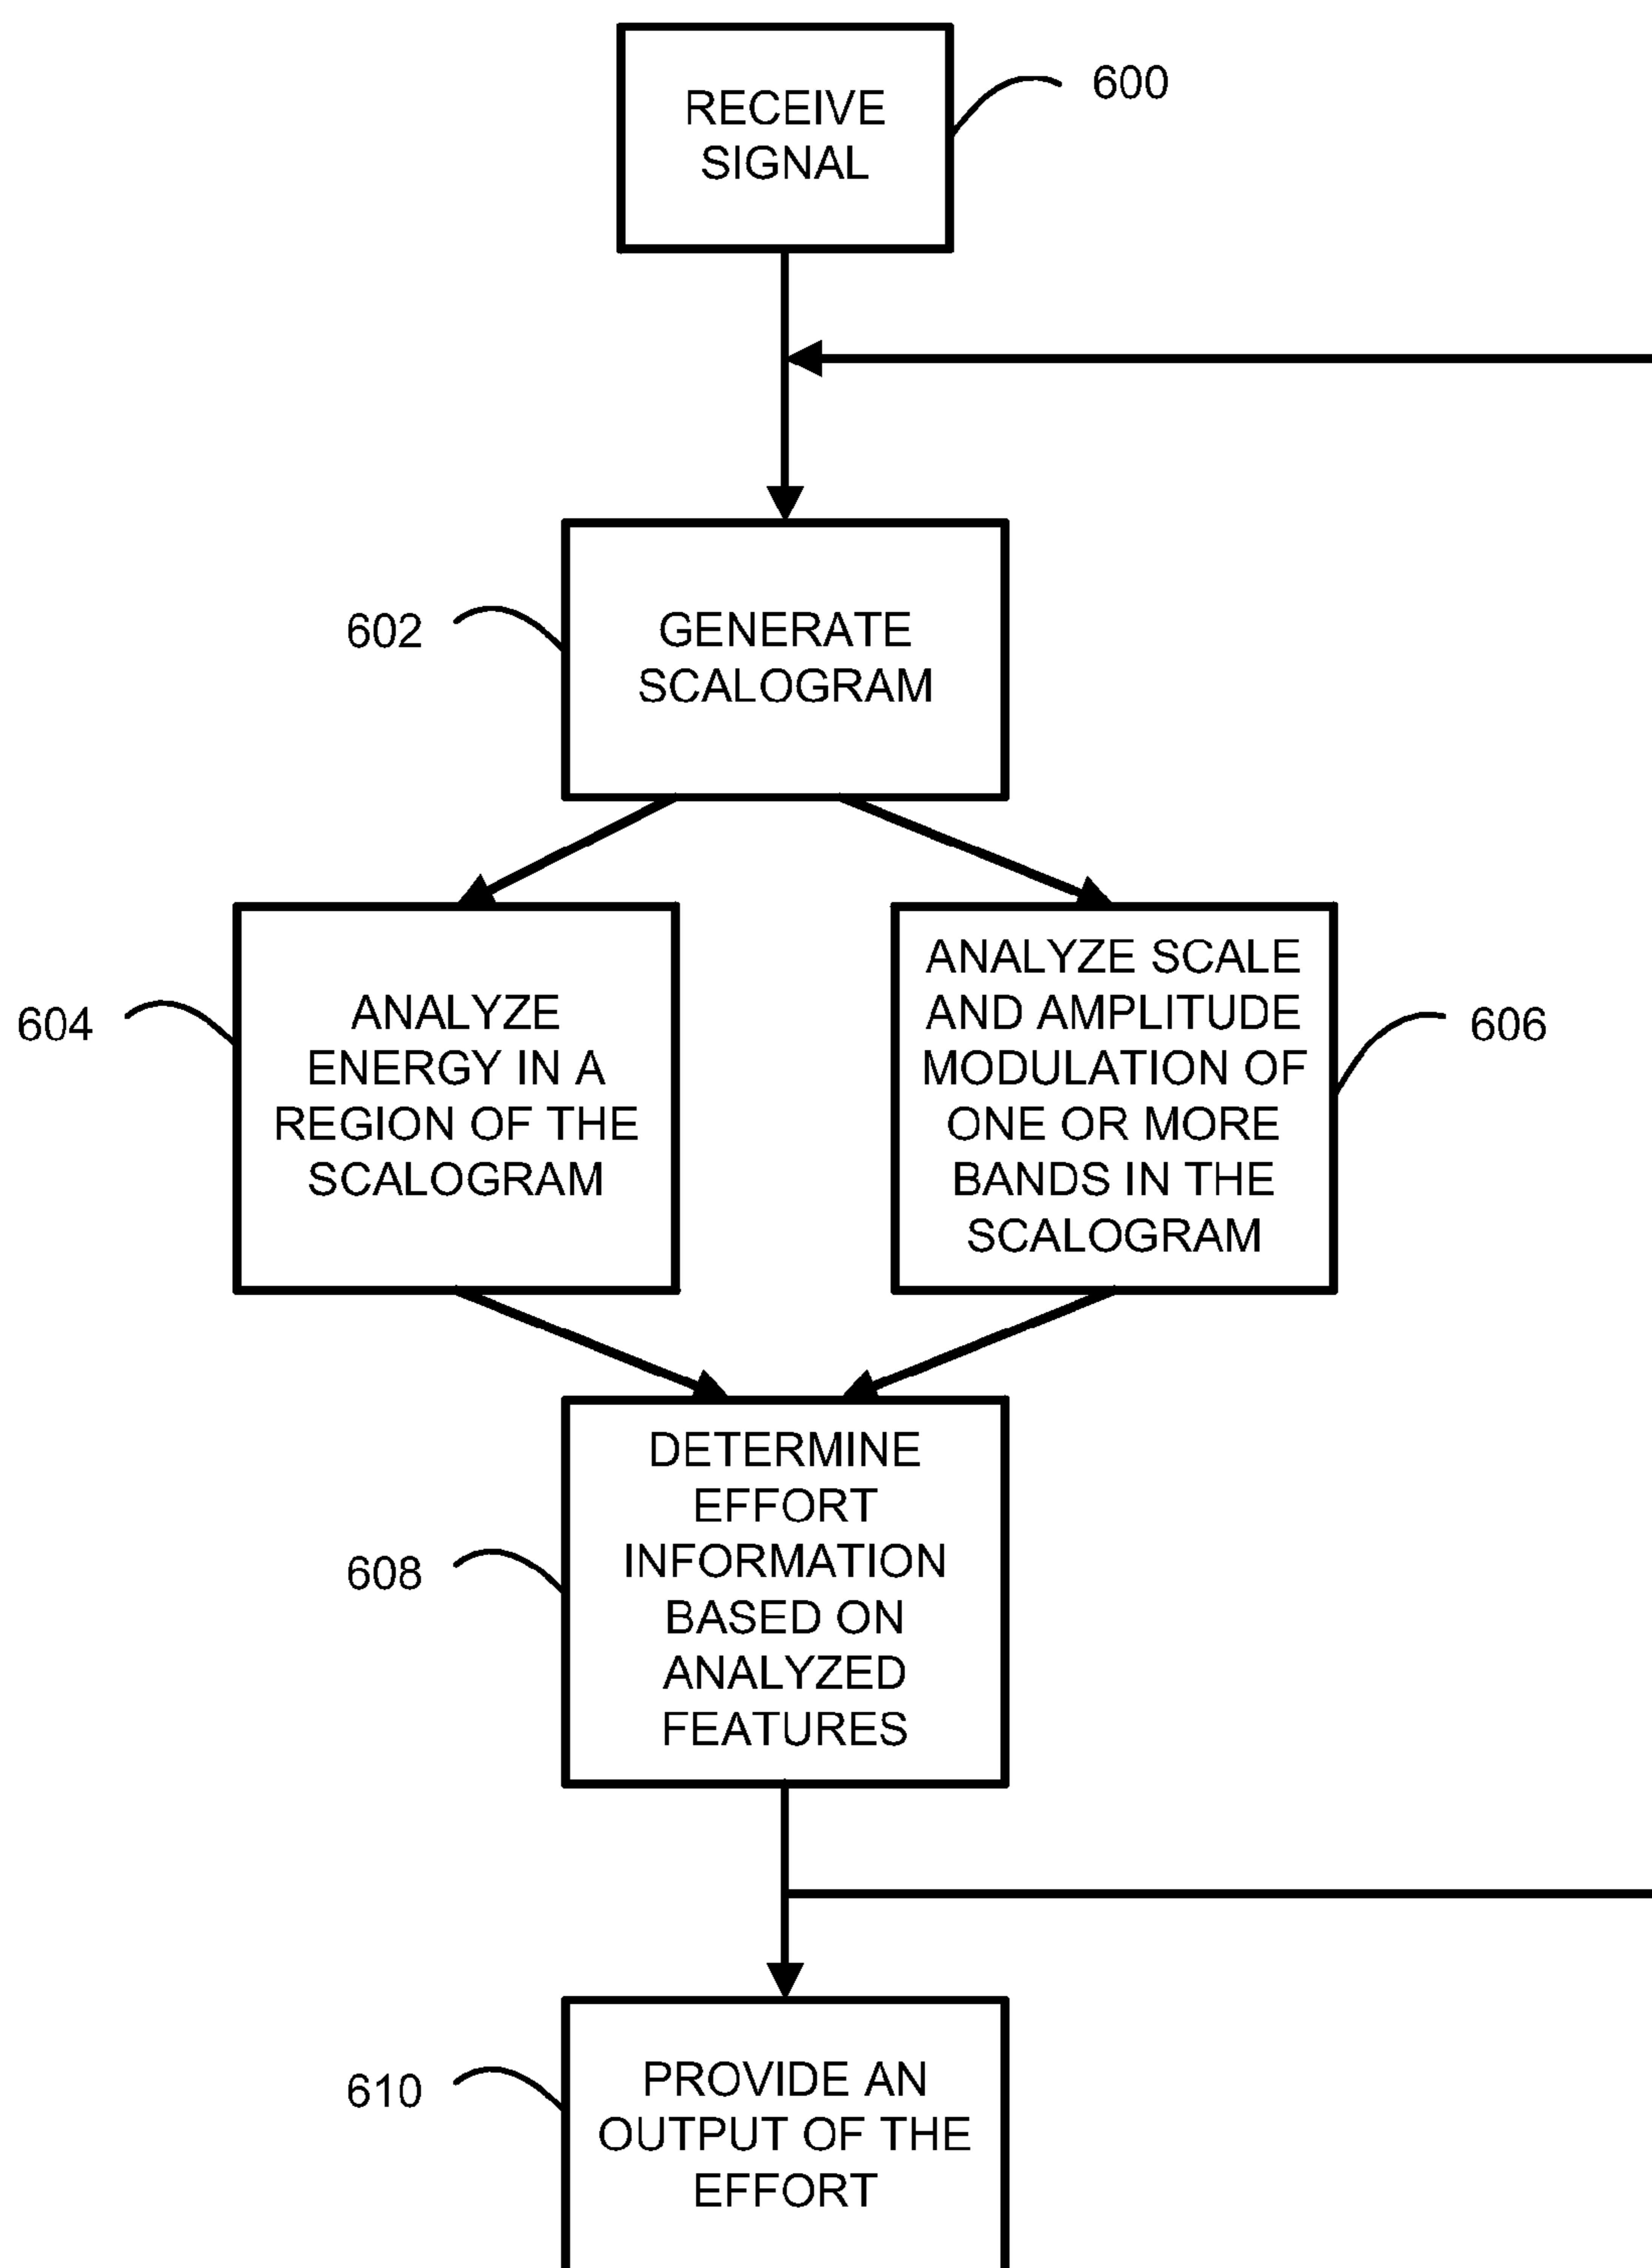 RECEIVE
SIGNAL
600
602
GENERATE
SCALOGRAM
604
ANALYZE
ENERGY IN A
REGION OF THE
SCALOGRAM
ANALYZE SCALE
AND AMPLITUDE
MODULATION OF
ONE OR MORE
BANDS IN THE
SCALOGRAM
606
608
DETERMINE
EFFORT
INFORMATION
BASED ON
ANALYZED
FEATURES
610
PROVIDE AN
OUTPUT OF THE
EFFORT